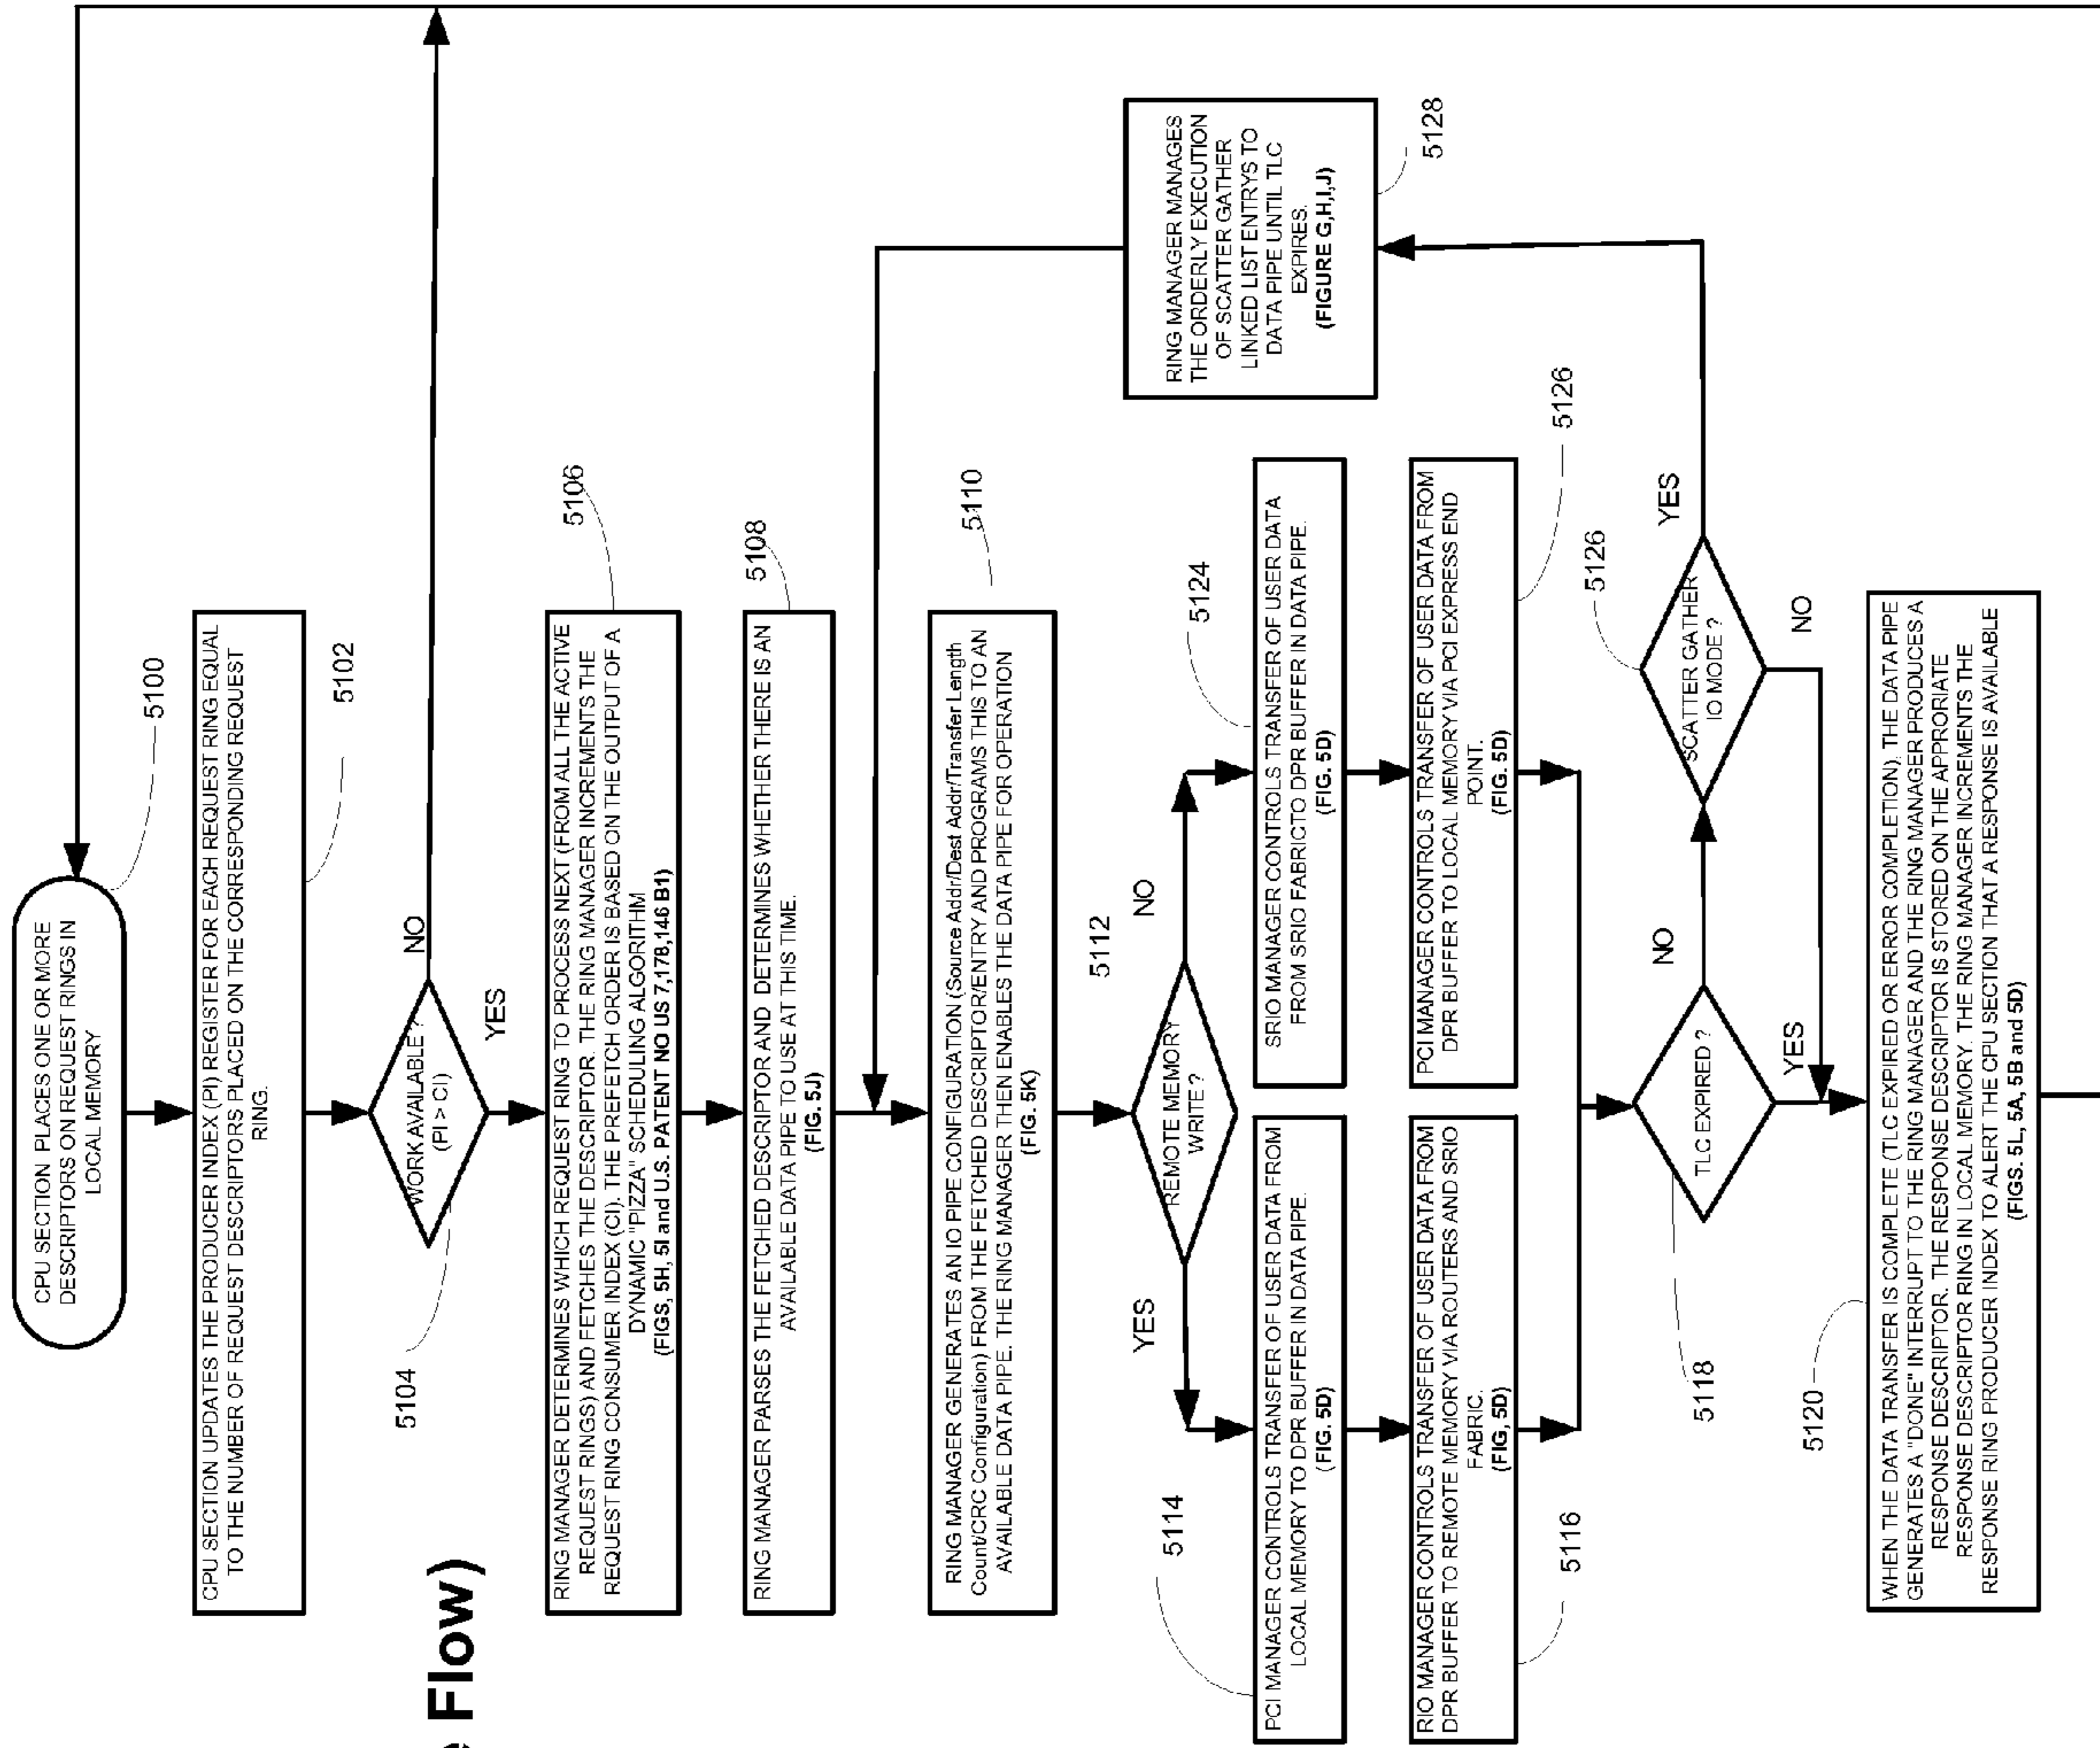 e Flow)
CPU SECTION PLACES ONE OR MORE
DESCRIPTORS ON REQUEST RINGS IN
LOCAL MEMORY
5100
CPU SECTION UPDATES THE PRODUCER INDEX (PI) REGISTER FOR EACH REQUEST RING EQUAL
TO THE NUMBER OF REQUEST DESCRIPTORS PLACED ON THE CORRESPONDING REQUEST
RING.
5102
WORK AVAILABLE ?
(PI > CI)
5104
NO
YES
RING MANAGER DETERMINES WHICH REQUEST RING TO PROCESS NEXT (FROM ALL THE ACTIVE
REQUEST RINGS) AND FETCHES THE DESCRIPTOR. THE RING MANAGER INCREMENTS THE
REQUEST RING CONSUMER INDEX (CI). THE PREFETCH ORDER IS BASED ON THE OUTPUT OF A
DYNAMIC "PIZZA" SCHEDULING ALGORITHM
(FIGS, 5H, 5I and U.S. PATENT NO US 7,178,146 B1)
5106
RING MANAGER PARSES THE FETCHED DESCRIPTOR AND DETERMINES WHETHER THERE IS AN
AVAILABLE DATA PIPE TO USE AT THIS TIME.
(FIG. 5J)
5108
RING MANAGER GENERATES AN IO PIPE CONFIGURATION (Source Addr/Dest Addr/Transfer Length
Count/CRC Configuration) FROM THE FETCHED DESCRIPTOR/ENTRY AND PROGRAMS THIS TO AN
AVAILABLE DATA PIPE. THE RING MANAGER THEN ENABLES THE DATA PIPE FOR OPERATION
(FIG. 5K)
5110
REMOTE MEMORY
WRITE ?
5112
YES
NO
PCI MANAGER CONTROLS TRANSFER OF USER DATA FROM
LOCAL MEMORY TO DPR BUFFER IN DATA PIPE.
(FIG. 5D)
5114
SRIO MANAGER CONTROLS TRANSFER OF USER DATA
FROM SRIO FABRICTO DPR BUFFER IN DATA PIPE.
(FIG. 5D)
5124
RIO MANAGER CONTROLS TRANSFER OF USER DATA FROM
DPR BUFFER TO REMOTE MEMORY VIA ROUTERS AND SRIO
FABRIC.
(FIG, 5D)
5116
PCI MANAGER CONTROLS TRANSFER OF USER DATA FROM
DPR BUFFER TO LOCAL MEMORY VIA PCI EXPRESS END
POINT.
(FIG. 5D)
5126
TLC EXPIRED ?
5118
NO
YES
SCATTER GATHER
IO MODE ?
5126
YES
NO
RING MANAGER MANAGES
THE ORDERLY EXECUTION
OF SCATTER GATHER
LINKED LIST ENTRYS TO
DATA PIPE UNTIL TLC
EXPIRES.
(FIGURE G,H,I,J)
5128
WHEN THE DATA TRANSFER IS COMPLETE (TLC EXPIRED OR ERROR COMPLETION), THE DATA PIPE
GENERATES A "DONE" INTERRUPT TO THE RING MANAGER AND THE RING MANAGER PRODUCES A
RESPONSE DESCRIPTOR. THE RESPONSE DESCRIPTOR IS STORED ON THE APPORIATE
RESPONSE DESCRIPTOR RING IN LOCAL MEMORY. THE RING MANAGER INCREMENTS THE
RESPONSE RING PRODUCER INDEX TO ALERT THE CPU SECTION THAT A RESPONSE IS AVAILABLE
(FIGS. 5L, 5A, 5B and 5D)
5120